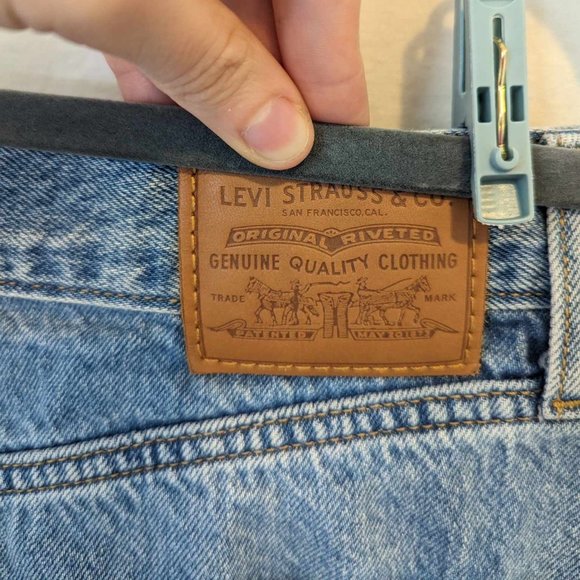 LEVI STRAUSS & CO.
SAN FRANCISCO, CAL.
ORIGINAL RIVETED
GENUINE QUALITY CLOTHING
TRADE MARK
PATENTED MAY 20 1873